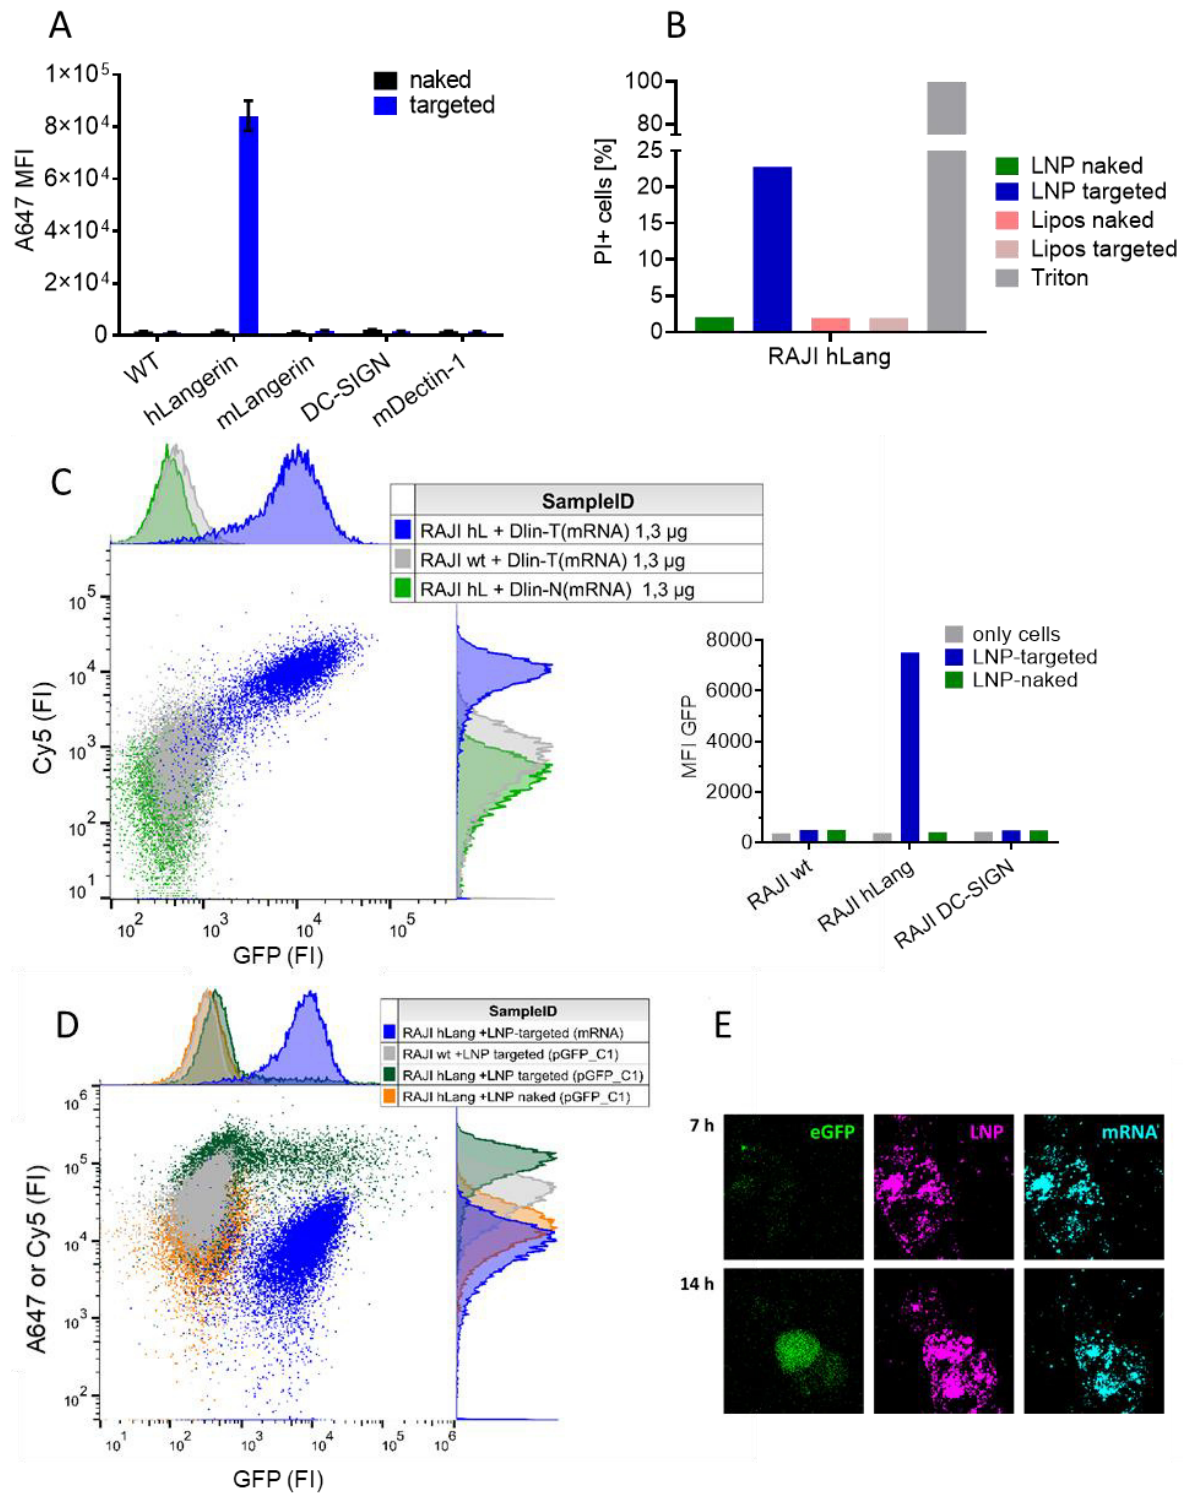 A
1×10⁵
8×10⁴
6×10⁴
4×10⁴
2×10⁴
0
A647 MFI
naked
targeted
WT
hLangerin
mLangerin
DC-SIGN
mDectin-1
B
100
80
25
20
15
10
5
0
PI+ cells [%]
RAJI hLang
LNP naked
LNP targeted
Lipos naked
Lipos targeted
Triton
C
SampleID
RAJI hL + Dlin-T(mRNA) 1,3 µg
RAJI wt + Dlin-T(mRNA) 1,3 µg
RAJI hL + Dlin-N(mRNA) 1,3 µg
10⁵
10⁴
10³
10²
10¹
Cy5 (FI)
10² 10³ 10⁴ 10⁵
GFP (FI)
8000
6000
4000
2000
0
MFI GFP
only cells
LNP-targeted
LNP-naked
RAJI wt
RAJI hLang
RAJI DC-SIGN
D
SampleID
RAJI hLang +LNP-targeted (mRNA)
RAJI wt +LNP targeted (pGFP_C1)
RAJI hLang +LNP targeted (pGFP_C1)
RAJI hLang +LNP naked (pGFP_C1)
10⁶
10⁵
10⁴
10³
10²
A647 or Cy5 (FI)
10¹ 10² 10³ 10⁴ 10⁵ 10⁶
GFP (FI)
E
7 h
eGFP
LNP
mRNA
14 h